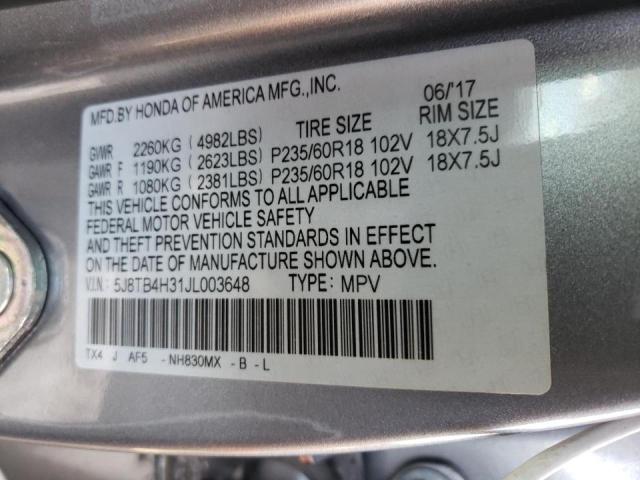 MFD.BY HONDA OF AMERICA MFG.,INC. 06/'17
GVWR 2260KG (4982LBS) TIRE SIZE RIM SIZE
GAWR F 1190KG (2623LBS) P235/60R18 102V 18X7.5J
GAWR R 1080KG (2381LBS) P235/60R18 102V 18X7.5J
THIS VEHICLE CONFORMS TO ALL APPLICABLE
FEDERAL MOTOR VEHICLE SAFETY
AND THEFT PREVENTION STANDARDS IN EFFECT
ON THE DATE OF MANUFACTURE SHOWN ABOVE.
V.I.N.: 5J8TB4H31JL003648 TYPE: MPV
TX4 J AF5 -NH830MX -B -L